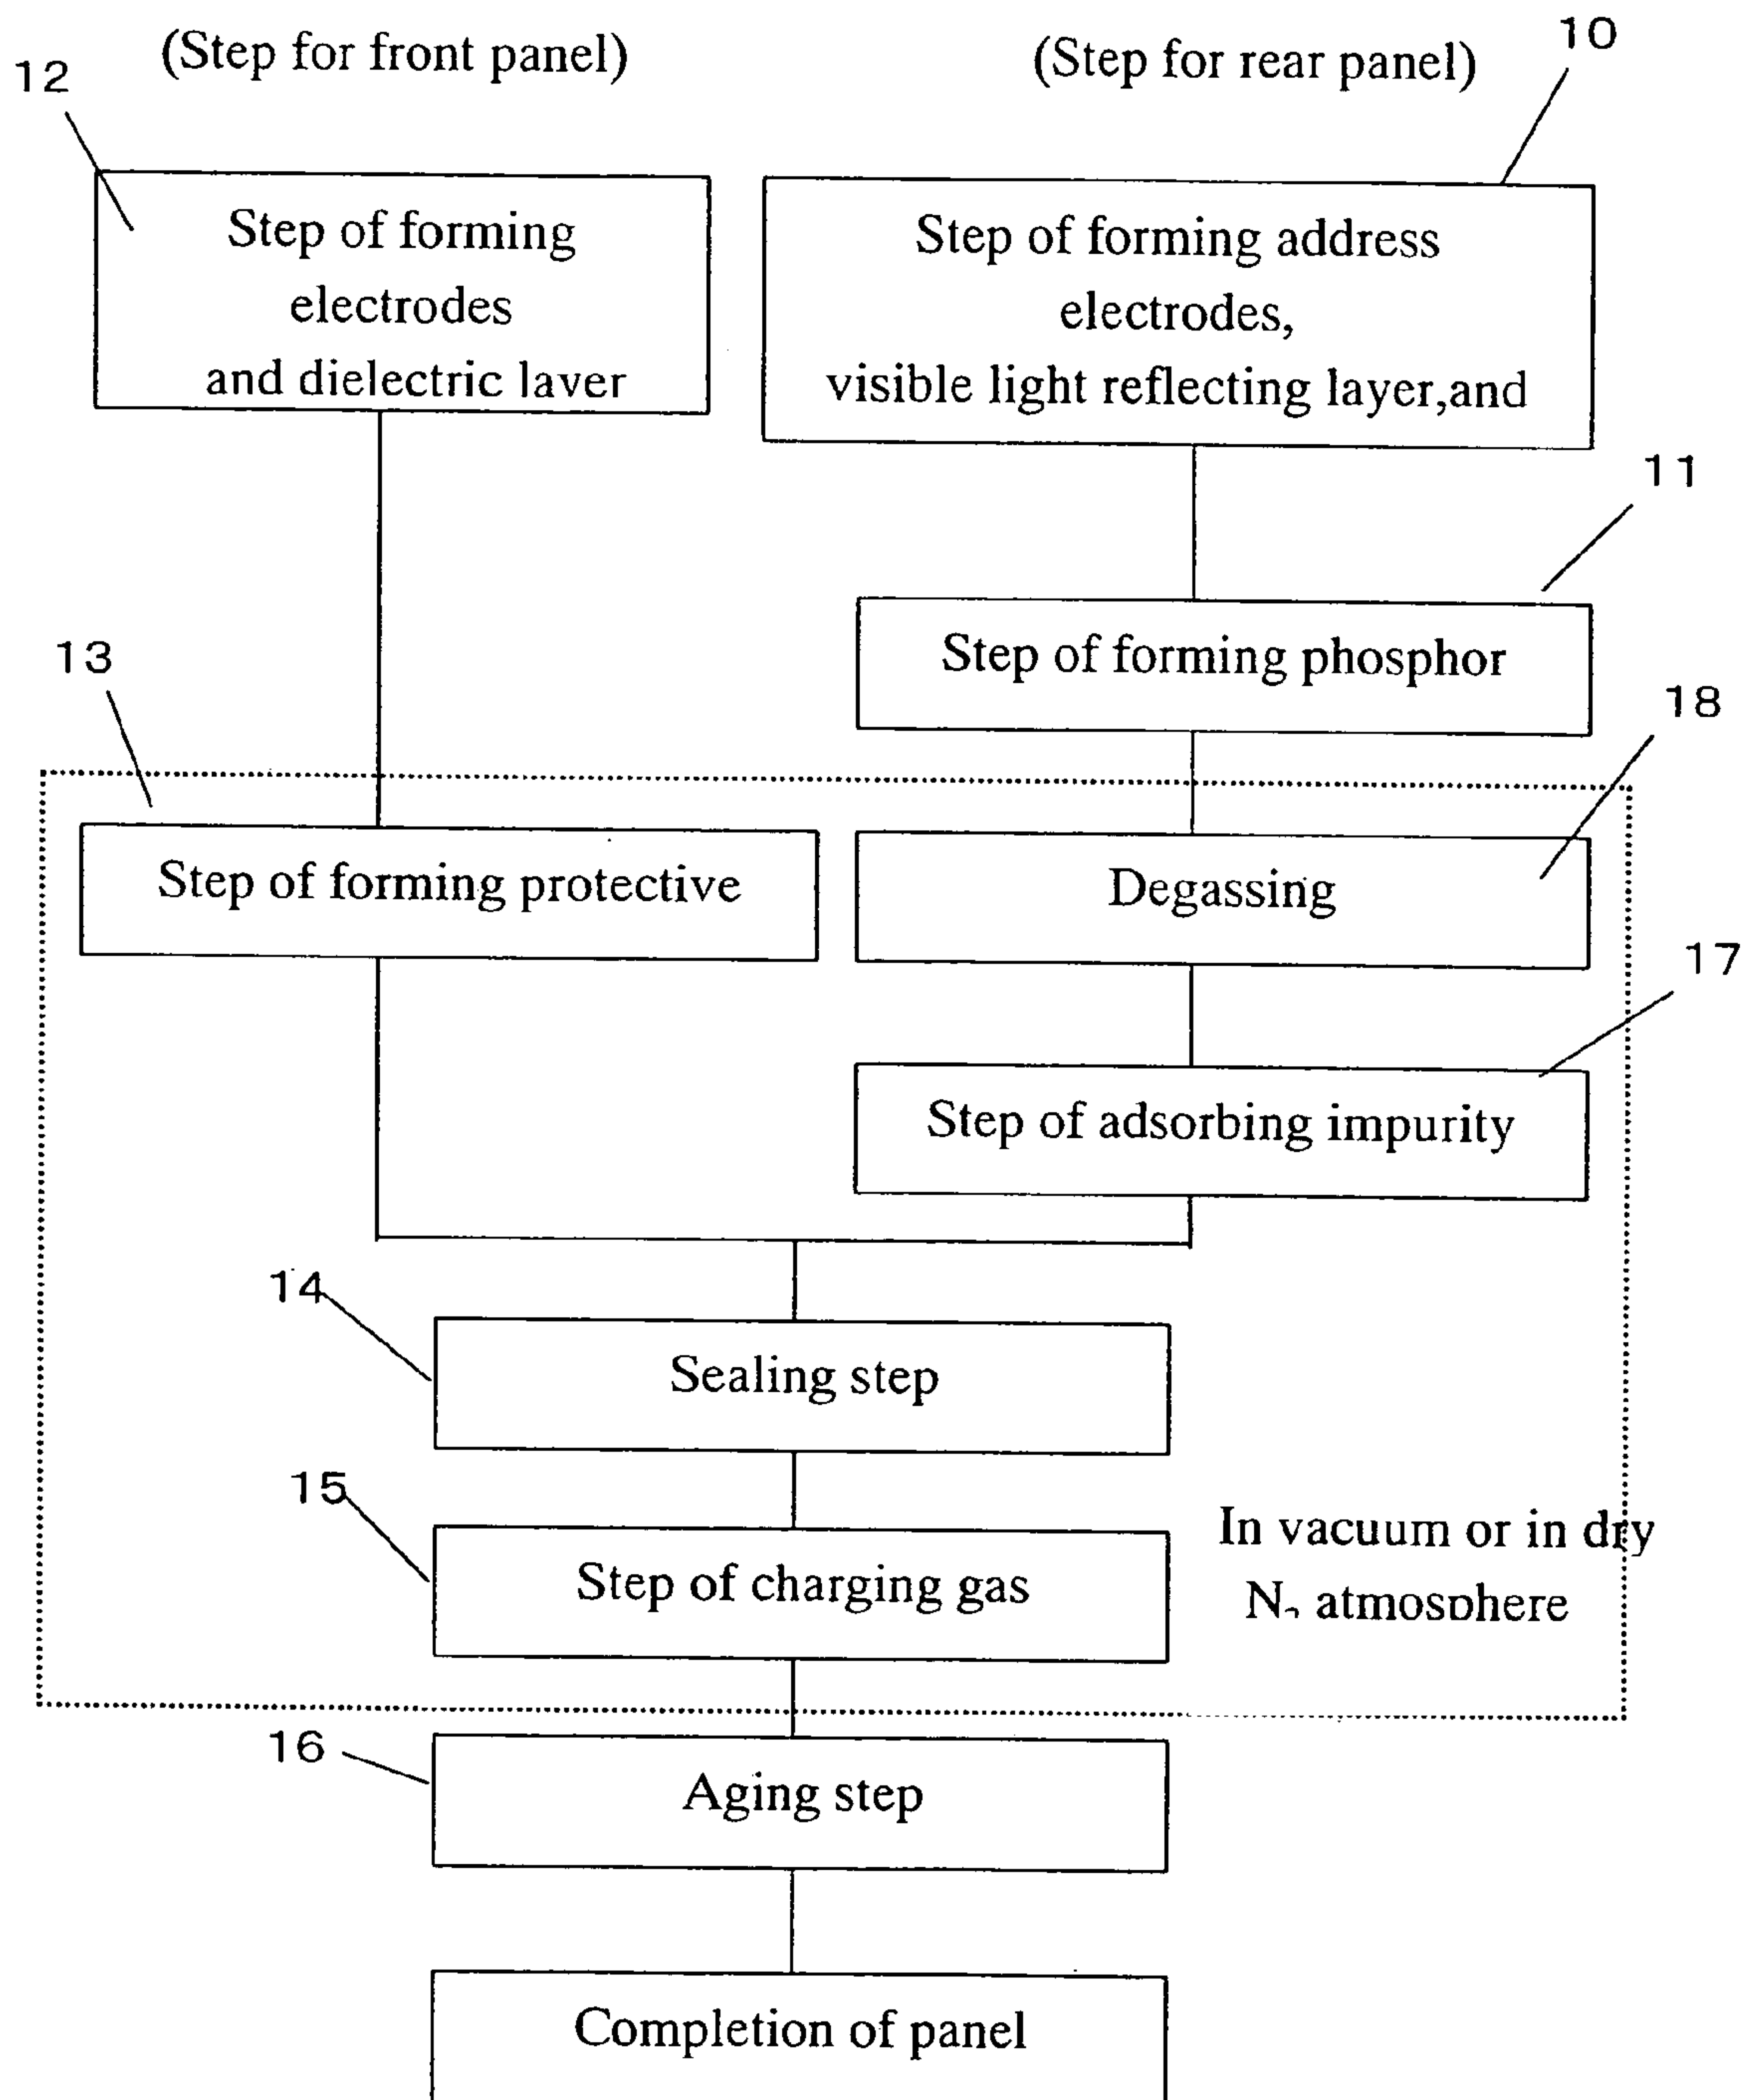 (Step for front panel)
(Step for rear panel)
10
12
Step of forming
electrodes
and dielectric laver
Step of forming address
electrodes,
visible light reflecting layer,and
11
Step of forming phosphor
13
18
Step of forming protective
Degassing
17
Step of adsorbing impurity
14
Sealing step
15
Step of charging gas
In vacuum or in dry
N₂ atmosphere
16
Aging step
Completion of panel